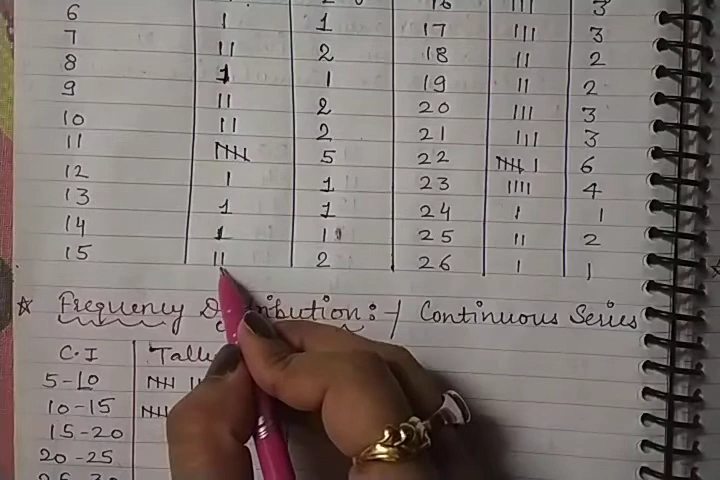 6 | 1 16 ||| 3
7 || 2 17 ||| 3
8 | 1 18 || 2
9 || 2 19 || 2
10 || 2 20 ||| 3
11 𝍸 5 21 ||| 3
12 | 1 22 𝍸 | 6
13 | 1 23 |||| 4
14 | 1 24 | 1
15 || 2 25 || 2
26 | 1
Frequency Distribution :-/ Continuous Series
C.I
5-10
10-15
15-20
20-25